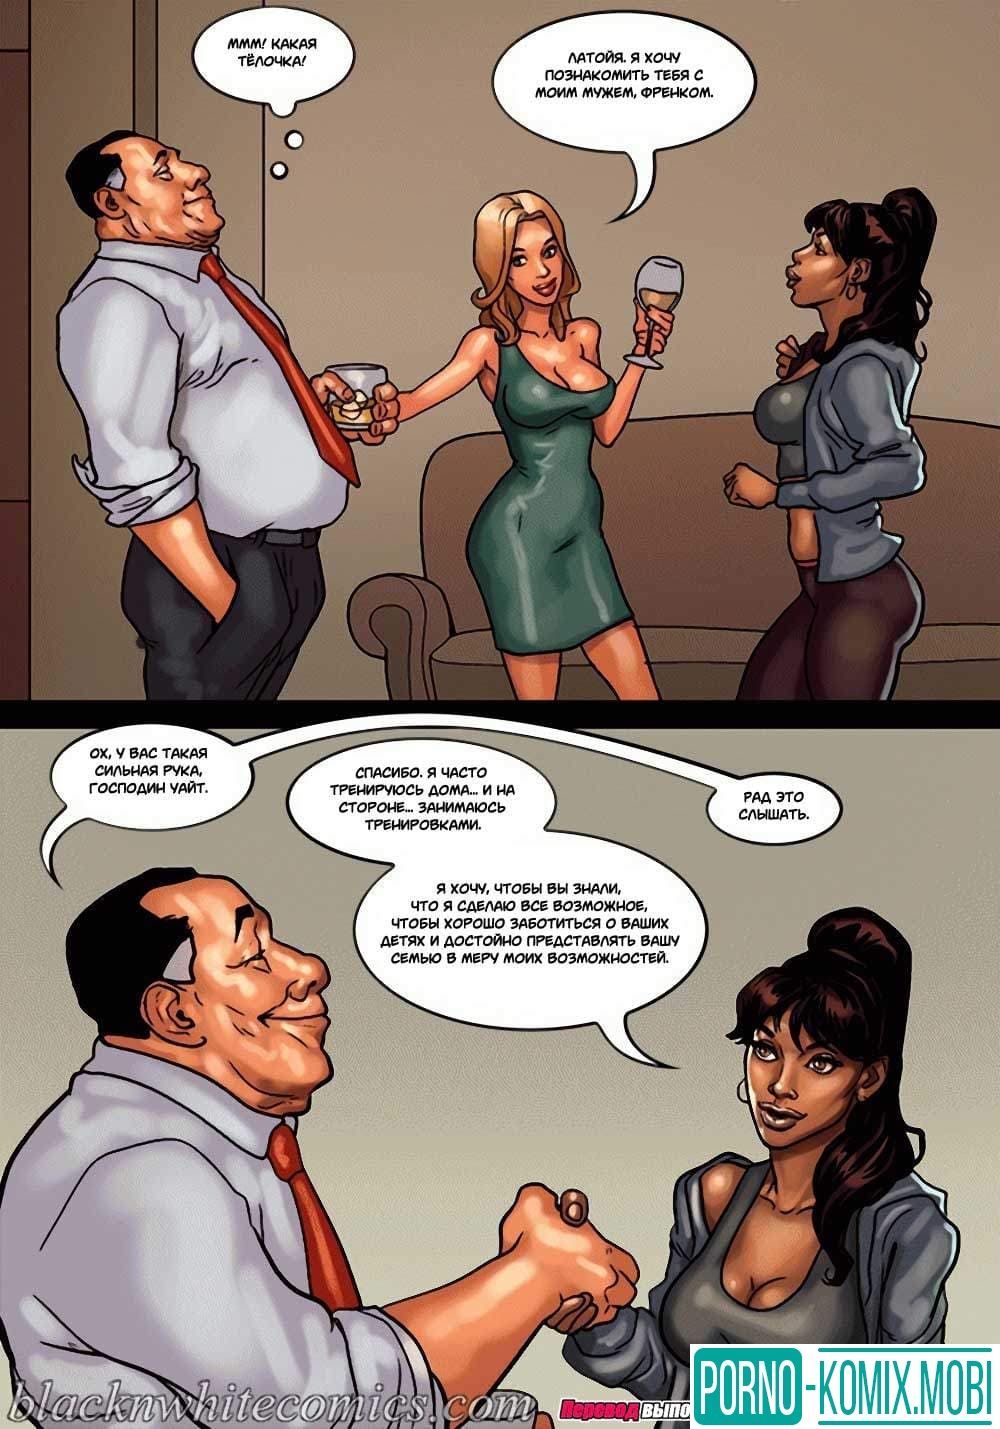 МММ! КАКАЯ
ТЁЛОЧКА!
ЛАТОЙЯ. Я ХОЧУ
ПОЗНАКОМИТЬ ТЕБЯ С
МОИМ МУЖЕМ, ФРЕНКОМ.
ОХ, У ВАС ТАКАЯ
СИЛЬНАЯ РУКА,
ГОСПОДИН УАЙТ.
СПАСИБО. Я ЧАСТО
ТРЕНИРУЮСЬ ДОМА... И НА
СТОРОНЕ... ЗАНИМАЮСЬ
ТРЕНИРОВКАМИ.
РАД ЭТО
СЛЫШАТЬ.
Я ХОЧУ, ЧТОБЫ ВЫ ЗНАЛИ,
ЧТО Я СДЕЛАЮ ВСЕ ВОЗМОЖНОЕ,
ЧТОБЫ ХОРОШО ЗАБОТИТЬСЯ О ВАШИХ
ДЕТЯХ И ДОСТОЙНО ПРЕДСТАВЛЯТЬ ВАШУ
СЕМЬЮ В МЕРУ МОИХ ВОЗМОЖНОСТЕЙ.
blacknwhitecomics.com
Перевод выпо
PORNO-KOMIX.MOBI